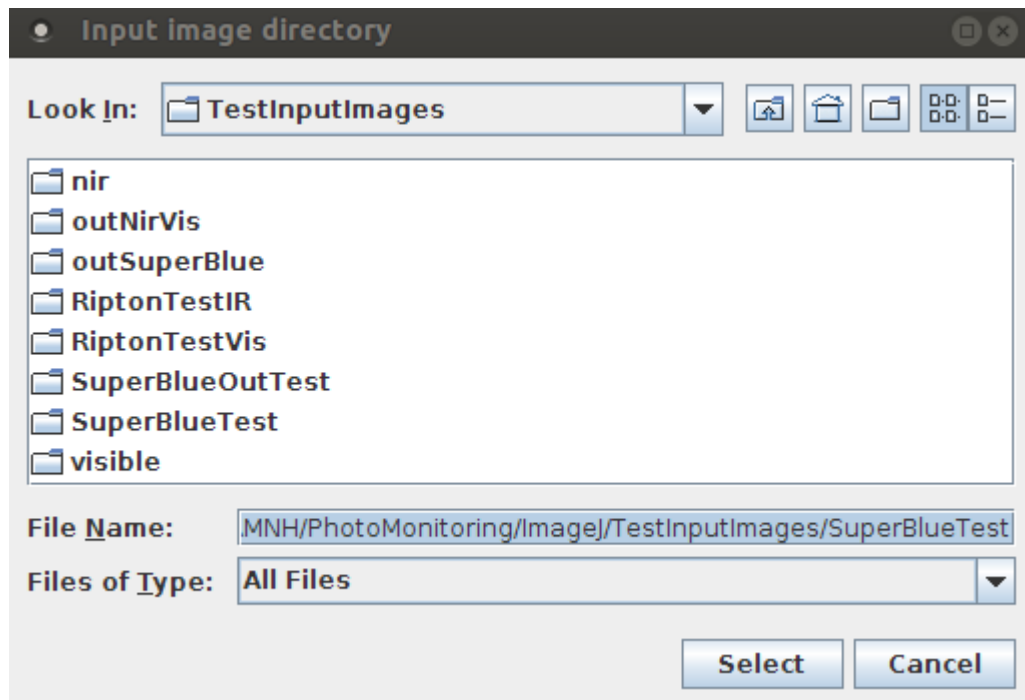 Input image directory
Look In: TestInputImages
nir
outNirVis
outSuperBlue
RiptonTestIR
RiptonTestVis
SuperBlueOutTest
SuperBlueTest
visible
File Name: .MNH/PhotoMonitoring/ImageJ/TestInputImages/SuperBlueTest
Files of Type: All Files
Select Cancel